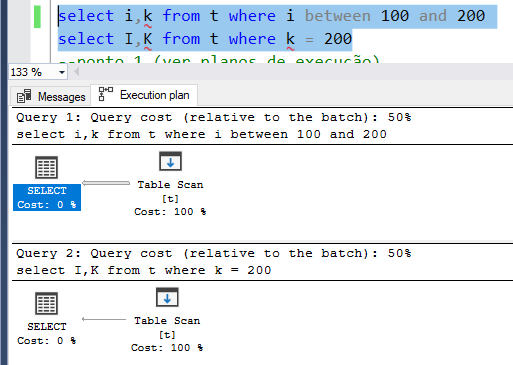 select i,k from t where i between 100 and 200
select I,K from t where k = 200
--ponto 1 (ver planos de execução)
133 %
Messages
Execution plan
Query 1: Query cost (relative to the batch): 50%
select i,k from t where i between 100 and 200
SELECT
Cost: 0 %
Table Scan
[t]
Cost: 100 %
Query 2: Query cost (relative to the batch): 50%
select I,K from t where k = 200
SELECT
Cost: 0 %
Table Scan
[t]
Cost: 100 %